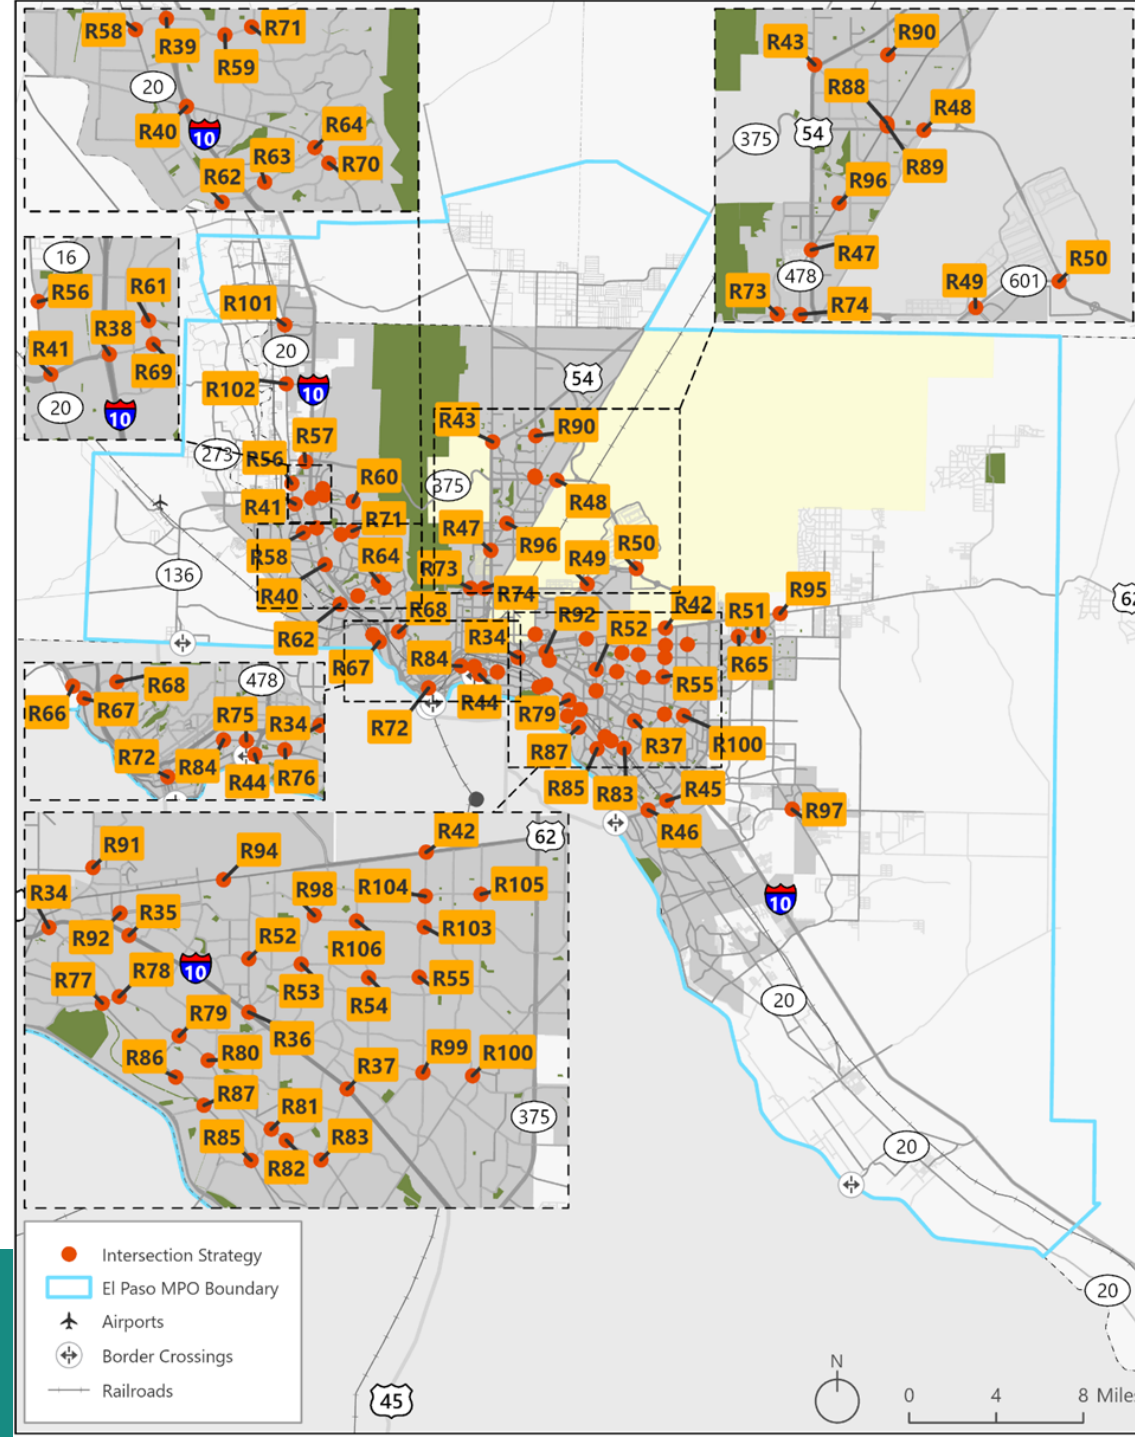 R58
R39
R71
R59
20
R40
10
R64
R63
R70
R62
R43
R90
R88
R48
375
54
R89
R96
R47
478
R50
R49
601
R73
R74
16
R56
R61
R38
R41
R69
20
10
R101
20
R102
10
54
R43
R90
R57
273
R56
R60
375
R41
R48
R71
R47
R96
R58
R64
R49
R50
R73
136
R40
R74
R95
R68
R92
R42
R51
R62
R34
R52
R67
R84
R65
R55
R44
R79
R72
R87
R37
R100
R85
R83
R45
R97
R46
62
478
R68
R66
R67
R75
R34
R72
R84
R44
R76
R91
R94
R42
62
R34
R98
R104
R105
R35
R92
R52
R103
R106
R77
R78
10
R53
R54
R55
R79
R36
R86
R80
R99
R100
R37
R87
R81
375
R85
R82
R83
10
20
20
20
45
Intersection Strategy
El Paso MPO Boundary
Airports
Border Crossings
Railroads
N
0 4 8 Miles